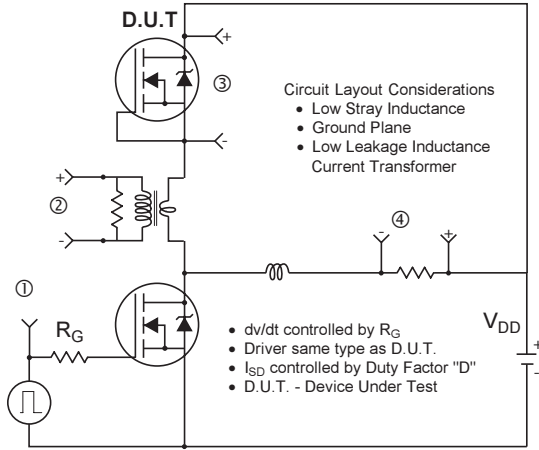 D.U.T
+
③
-
Circuit Layout Considerations
• Low Stray Inductance
• Ground Plane
• Low Leakage Inductance
Current Transformer
+
②
-
④
- +
①
R_G
• dv/dt controlled by R_G
• Driver same type as D.U.T.
• I_SD controlled by Duty Factor "D"
• D.U.T. - Device Under Test
V_DD
+
-